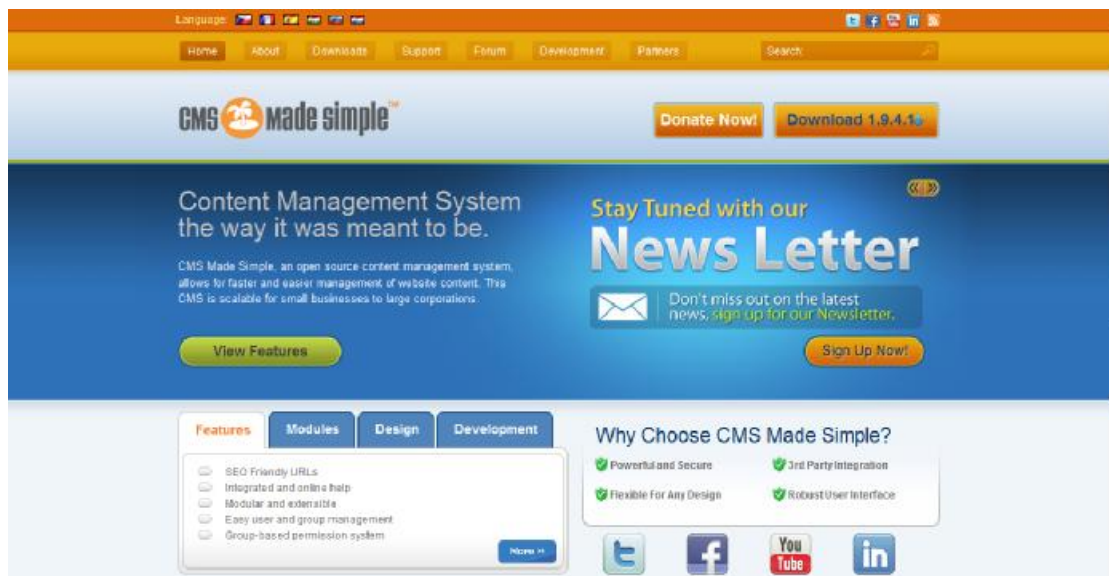 Language:
Home About Downloads Support Forum Development Partners Search:
CMS Made Simple™
Donate Now!
Download 1.9.4.1
Content Management System
the way it was meant to be.
CMS Made Simple, an open source content management system,
allows for faster and easier management of website content. This
CMS is scalable for small businesses to large corporations.
View Features
Stay Tuned with our
News Letter
Don't miss out on the latest
news, sign up for our Newsletter.
Sign Up Now!
Features Modules Design Development
SEO Friendly URLs
Integrated and online help
Modular and extensible
Easy user and group management
Group-based permission system
More »
Why Choose CMS Made Simple?
Powerful and Secure 3rd Party Integration
Flexible For Any Design Robust User Interface
You
Tube
in